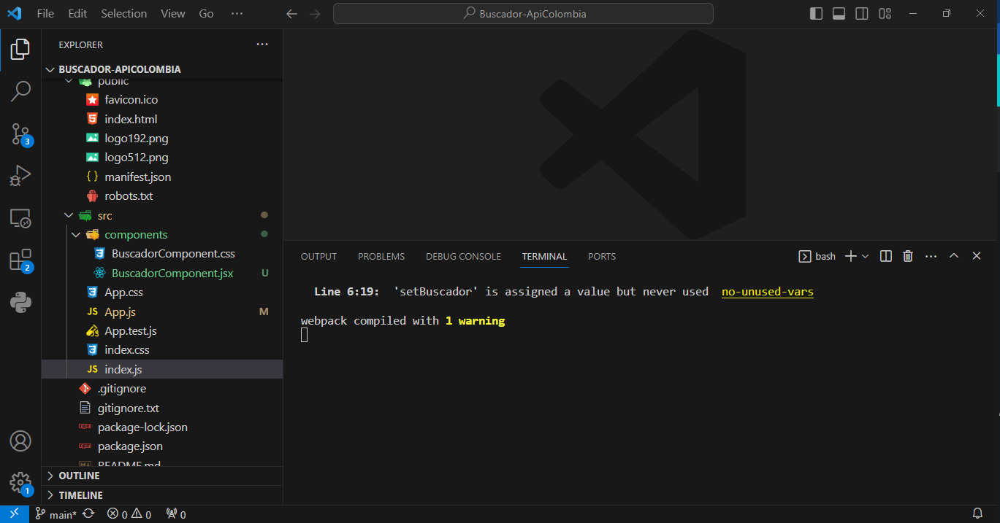 File Edit Selection View Go ···
Buscador-ApiColombia
EXPLORER
BUSCADOR-APICOLOMBIA
public
favicon.ico
index.html
logo192.png
logo512.png
manifest.json
robots.txt
src
components
BuscadorComponent.css
BuscadorComponent.jsx U
App.css
JS App.js M
App.test.js
index.css
JS index.js
.gitignore
gitignore.txt
package-lock.json
package.json
README.md
OUTLINE
TIMELINE
3
2
1
OUTPUT PROBLEMS DEBUG CONSOLE TERMINAL PORTS
bash
Line 6:19: 'setBuscador' is assigned a value but never used no-unused-vars
webpack compiled with 1 warning
main* 0 0 0